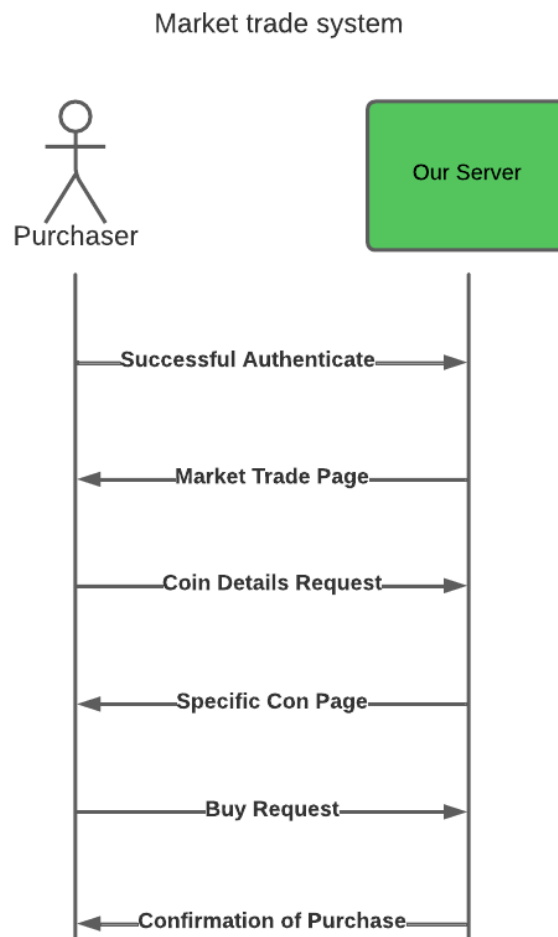 Market trade system
Our Server
Purchaser
Successful Authenticate
Market Trade Page
Coin Details Request
Specific Con Page
Buy Request
Confirmation of Purchase